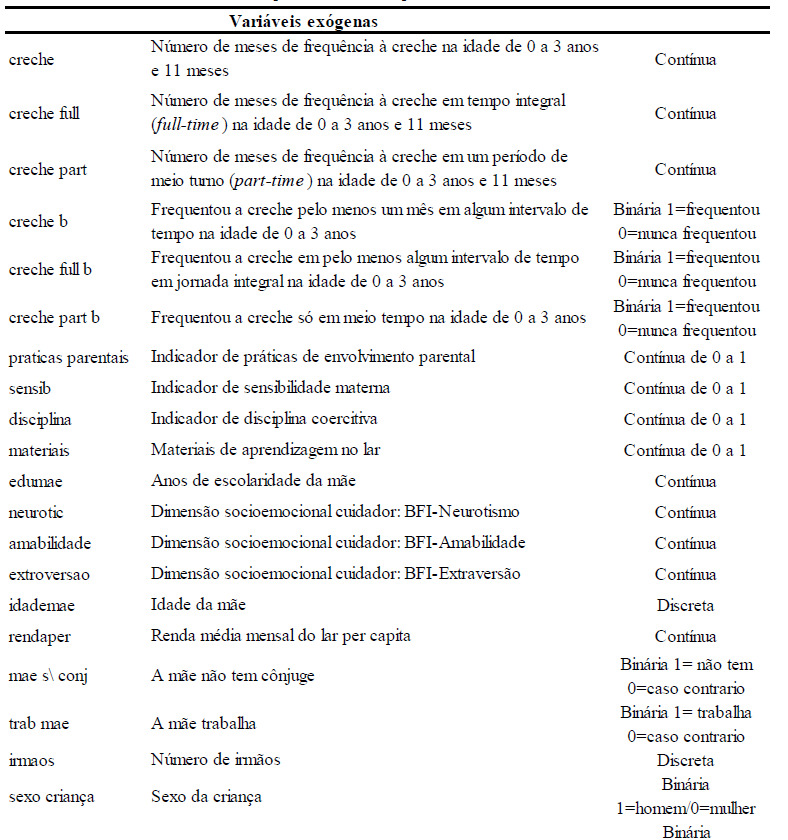 Variáveis exógenas
creche Número de meses de frequência à creche na idade de 0 a 3 anos
e 11 meses Contínua
creche full Número de meses de frequência à creche em tempo integral
(full-time) na idade de 0 a 3 anos e 11 meses Contínua
creche part Número de meses de frequência à creche em um período de
meio turno (part-time) na idade de 0 a 3 anos e 11 meses Contínua
creche b Frequentou a creche pelo menos um mês em algum intervalo de Binária 1=frequentou
tempo na idade de 0 a 3 anos 0=nunca frequentou
creche full b Frequentou a creche em pelo menos algum intervalo de tempo Binária 1=frequentou
em jornada integral na idade de 0 a 3 anos 0=nunca frequentou
creche part b Frequentou a creche só em meio tempo na idade de 0 a 3 anos Binária 1=frequentou
0=nunca frequentou
praticas parentais Indicador de práticas de envolvimento parental Contínua de 0 a 1
sensib Indicador de sensibilidade materna Contínua de 0 a 1
disciplina Indicador de disciplina coercitiva Contínua de 0 a 1
materiais Materiais de aprendizagem no lar Contínua de 0 a 1
edumae Anos de escolaridade da mãe Contínua
neurotic Dimensão socioemocional cuidador: BFI-Neurotismo Contínua
amabilidade Dimensão socioemocional cuidador: BFI-Amabilidade Contínua
extroversao Dimensão socioemocional cuidador: BFI-Extraversão Contínua
idademae Idade da mãe Discreta
rendaper Renda média mensal do lar per capita Contínua
mae s\ conj A mãe não tem cônjuge Binária 1= não tem
0=caso contrario
trab mae A mãe trabalha Binária 1= trabalha
0=caso contrario
irmaos Número de irmãos Discreta
sexo criança Sexo da criança Binária
1=homem/0=mulher
Binária